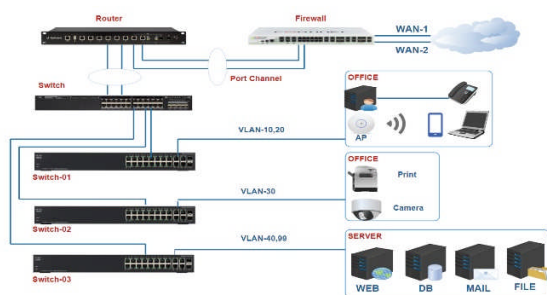 Router
Firewall
WAN-1
WAN-2
Port Channel
Switch
OFFICE
AP
VLAN-10,20
Switch-01
OFFICE
Print
VLAN-30
Camera
Switch-02
VLAN-40,99
SERVER
Switch-03
WEB
DB
MAIL
FILE